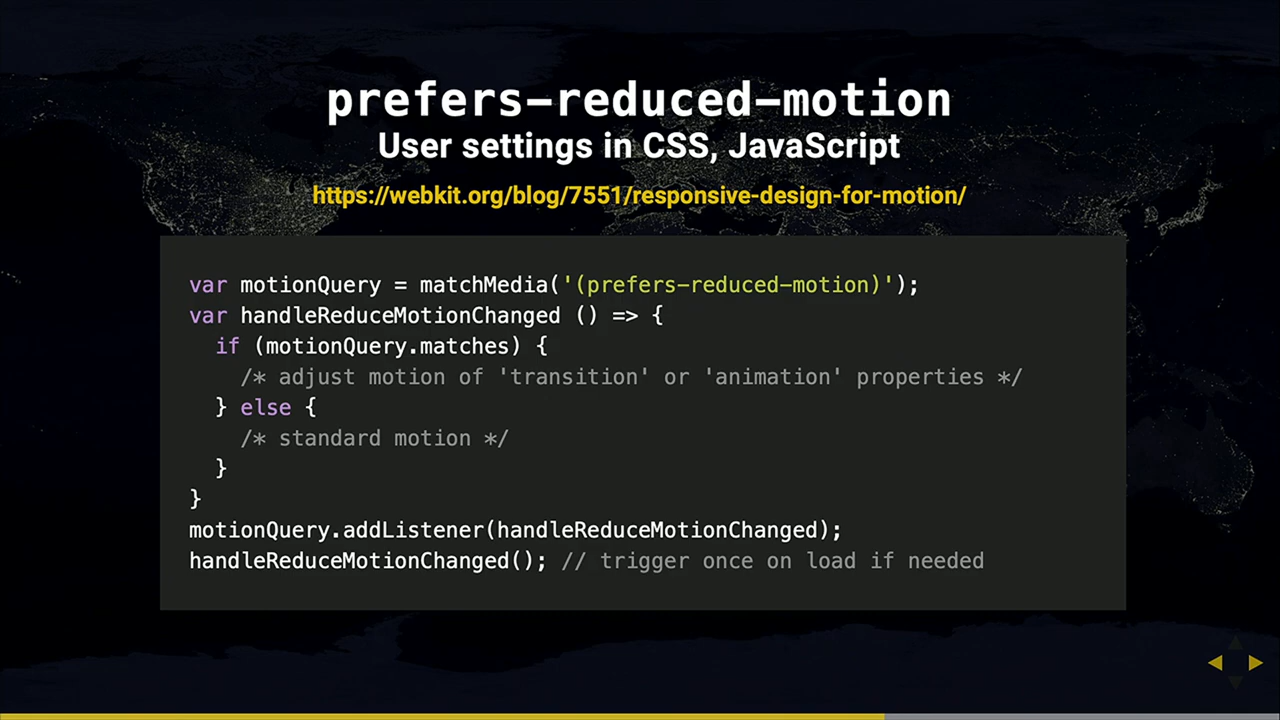 prefers-reduced-motion
User settings in CSS, JavaScript
https://webkit.org/blog/7551/responsive-design-for-motion/
var motionQuery = matchMedia('(prefers-reduced-motion)');
var handleReduceMotionChanged () => {
  if (motionQuery.matches) {
    /* adjust motion of 'transition' or 'animation' properties */
  } else {
    /* standard motion */
  }
}
motionQuery.addListener(handleReduceMotionChanged);
handleReduceMotionChanged(); // trigger once on load if needed